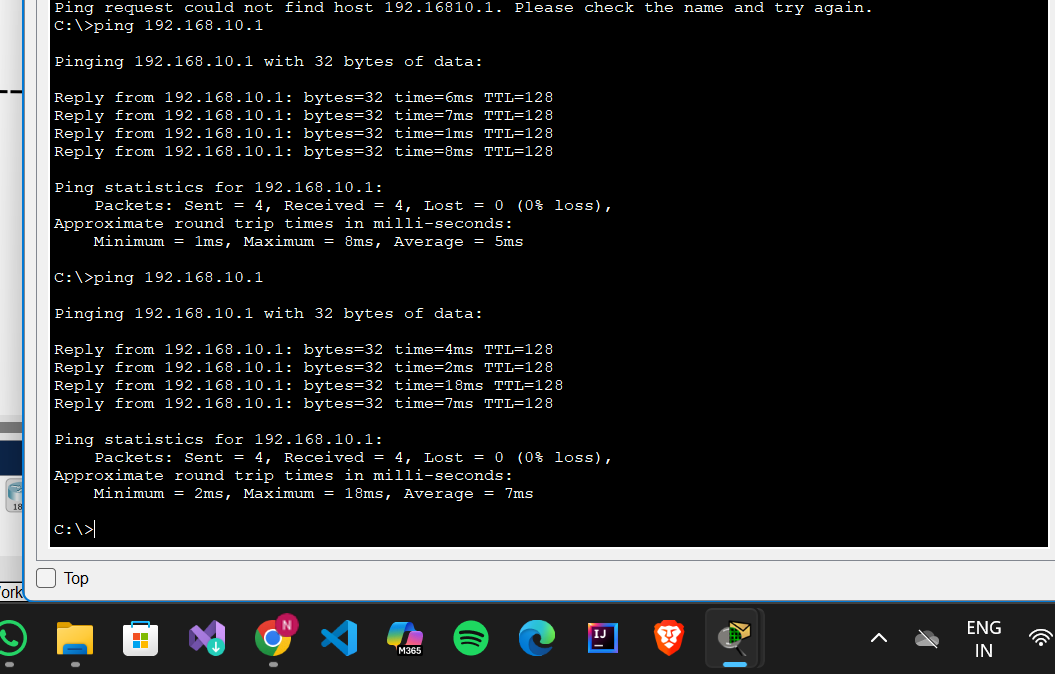 Ping request could not find host 192.16810.1. Please check the name and try again.
C:\>ping 192.168.10.1
Pinging 192.168.10.1 with 32 bytes of data:
Reply from 192.168.10.1: bytes=32 time=6ms TTL=128
Reply from 192.168.10.1: bytes=32 time=7ms TTL=128
Reply from 192.168.10.1: bytes=32 time=1ms TTL=128
Reply from 192.168.10.1: bytes=32 time=8ms TTL=128
Ping statistics for 192.168.10.1:
    Packets: Sent = 4, Received = 4, Lost = 0 (0% loss),
Approximate round trip times in milli-seconds:
    Minimum = 1ms, Maximum = 8ms, Average = 5ms
C:\>ping 192.168.10.1
Pinging 192.168.10.1 with 32 bytes of data:
Reply from 192.168.10.1: bytes=32 time=4ms TTL=128
Reply from 192.168.10.1: bytes=32 time=2ms TTL=128
Reply from 192.168.10.1: bytes=32 time=18ms TTL=128
Reply from 192.168.10.1: bytes=32 time=7ms TTL=128
Ping statistics for 192.168.10.1:
    Packets: Sent = 4, Received = 4, Lost = 0 (0% loss),
Approximate round trip times in milli-seconds:
    Minimum = 2ms, Maximum = 18ms, Average = 7ms
18
C:\>
Top
ork
N
M365
IJ
ENG
IN